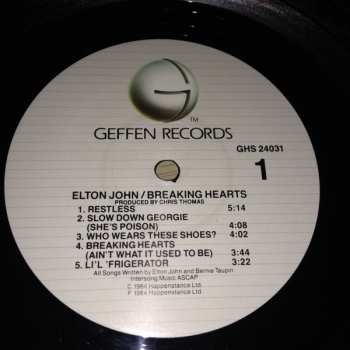 TM
GEFFEN RECORDS
GHS 24031
1
ELTON JOHN/BREAKING HEARTS
PRODUCED BY CHRIS THOMAS
1. RESTLESS 5:14
2. SLOW DOWN GEORGIE
(SHE'S POISON) 4:08
3. WHO WEARS THESE SHOES? 4:02
4. BREAKING HEARTS
(AIN'T WHAT IT USED TO BE) 3:44
5. LI'L 'FRIGERATOR 3:22
All Songs Written by Elton John and Bernie Taupin
Intersong Music ASCAP
C 1984 Happenstance Ltd.
P 1984 Happenstance Ltd.